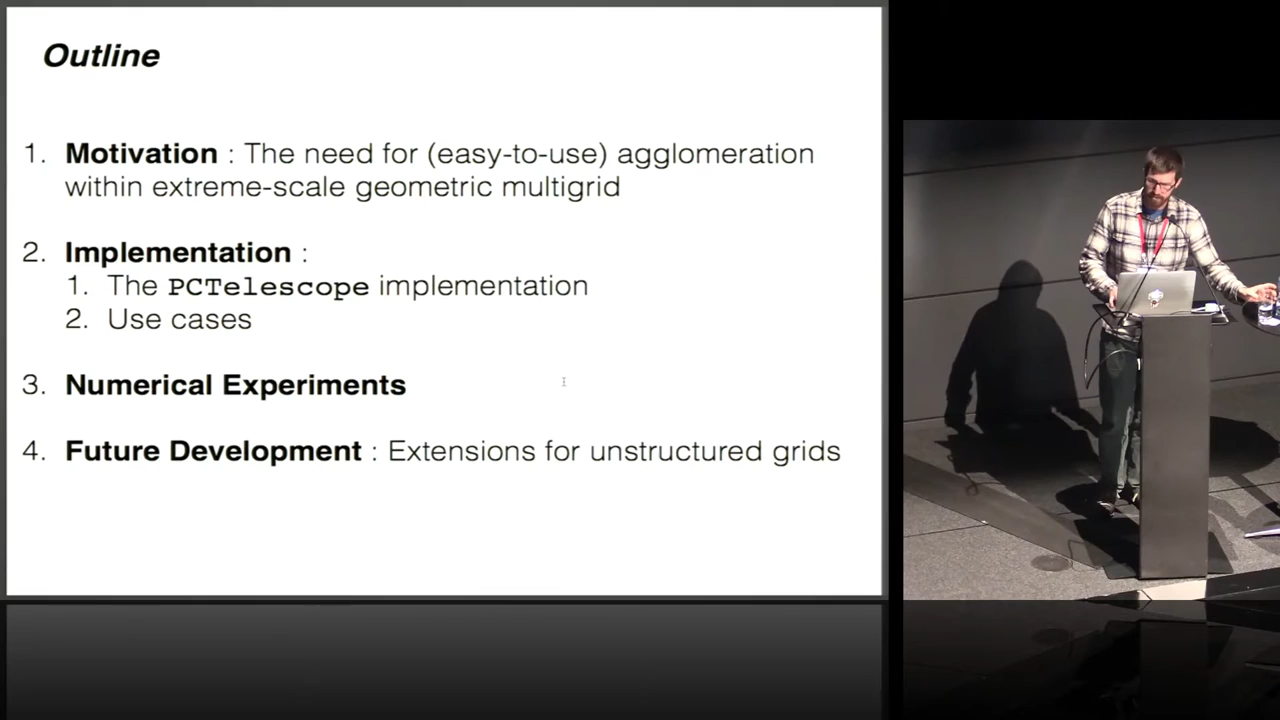 Outline
1. Motivation : The need for (easy-to-use) agglomeration
within extreme-scale geometric multigrid
2. Implementation :
1. The PCTelescope implementation
2. Use cases
3. Numerical Experiments
4. Future Development : Extensions for unstructured grids